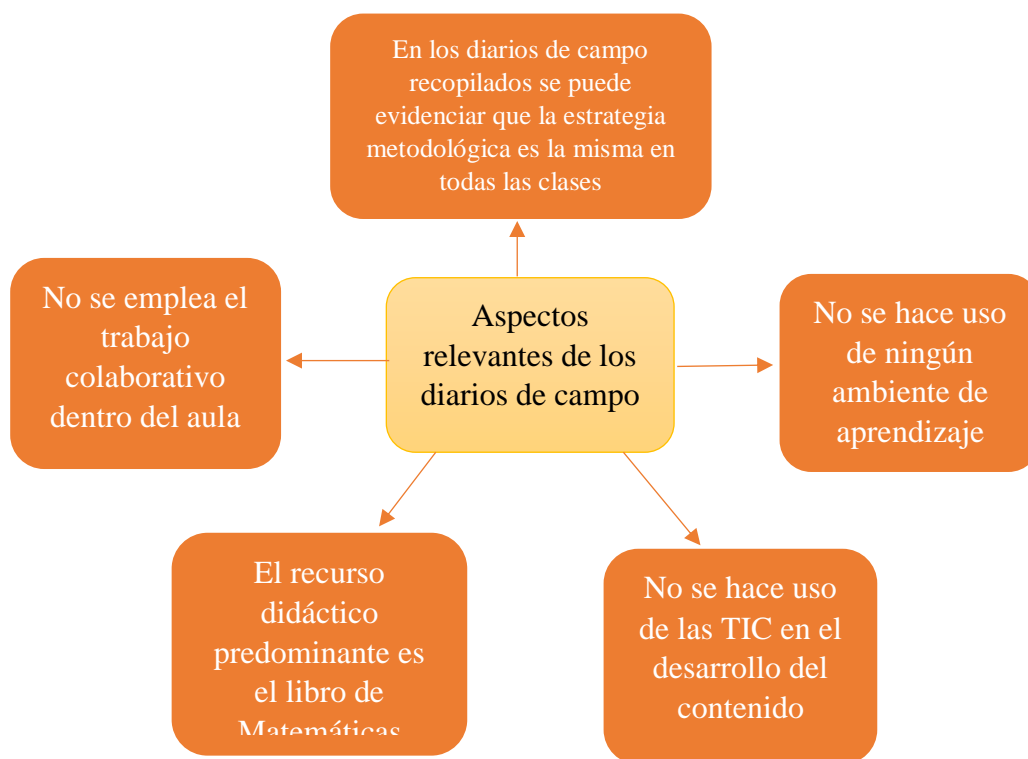 En los diarios de campo
recopilados se puede
evidenciar que la estrategia
metodológica es la misma en
todas las clases
No se emplea el
trabajo
colaborativo
dentro del aula
Aspectos
relevantes de los
diarios de campo
No se hace uso
de ningún
ambiente de
aprendizaje
El recurso
didáctico
predominante es
el libro de
Matemáticas.
No se hace uso
de las TIC en el
desarrollo del
contenido